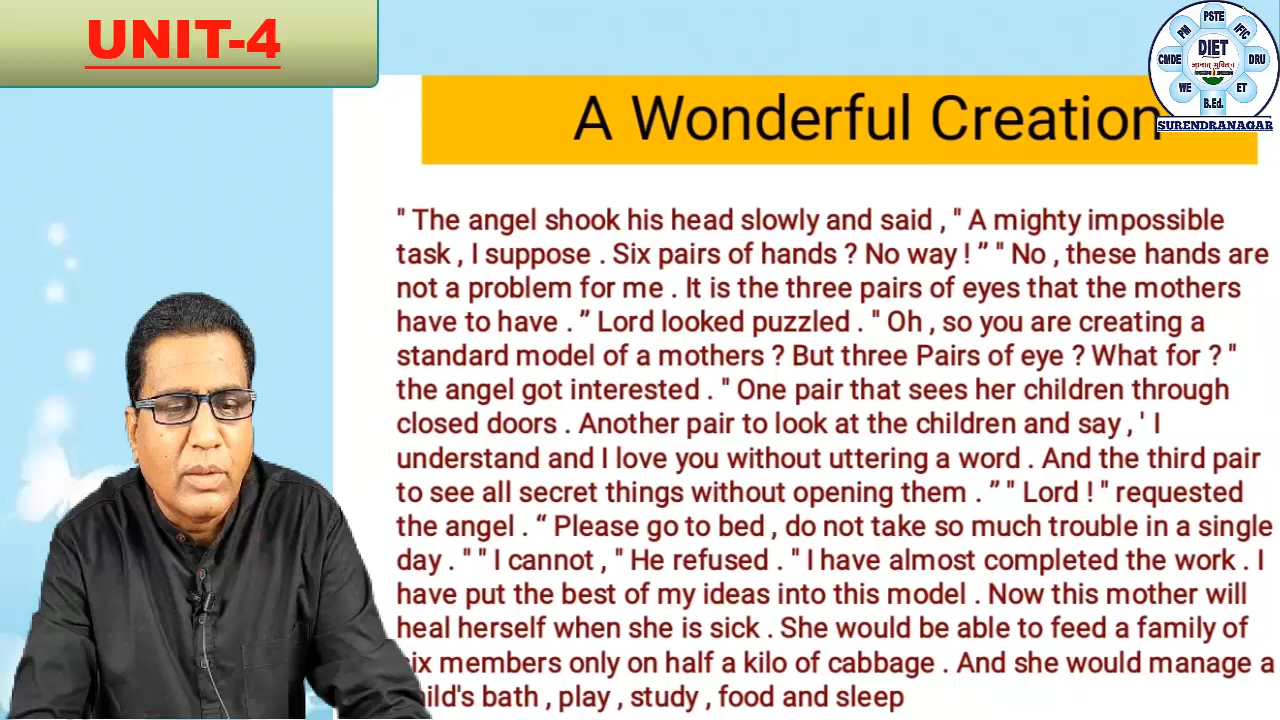 UNIT-4
PSTE
PM
IFIC
CMDE
DIET
DRU
WE
ET
B.Ed.
SURENDRANAGAR
A Wonderful Creation
" The angel shook his head slowly and said , " A mighty impossible
task , I suppose . Six pairs of hands ? No way ! ” " No , these hands are
not a problem for me . It is the three pairs of eyes that the mothers
have to have . ” Lord looked puzzled . " Oh , so you are creating a
standard model of a mothers ? But three Pairs of eye ? What for ? "
the angel got interested . " One pair that sees her children through
closed doors . Another pair to look at the children and say , ' I
understand and I love you without uttering a word . And the third pair
to see all secret things without opening them . ” " Lord ! " requested
the angel . “ Please go to bed , do not take so much trouble in a single
day . " " I cannot , " He refused . " I have almost completed the work . I
have put the best of my ideas into this model . Now this mother will
heal herself when she is sick . She would be able to feed a family of
six members only on half a kilo of cabbage . And she would manage a
child's bath , play , study , food and sleep